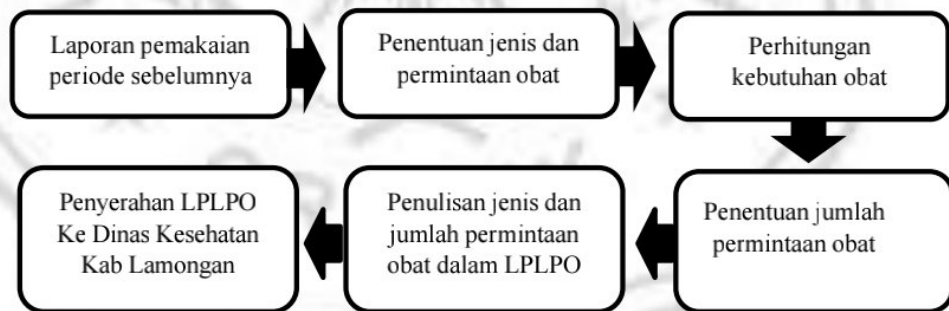 Laporan pemakaian
periode sebelumnya
Penentuan jenis dan
permintaan obat
Perhitungan
kebutuhan obat
Penentuan jumlah
permintaan obat
Penulisan jenis dan
jumlah permintaan
obat dalam LPLPO
Penyerahan LPLPO
Ke Dinas Kesehatan
Kab Lamongan